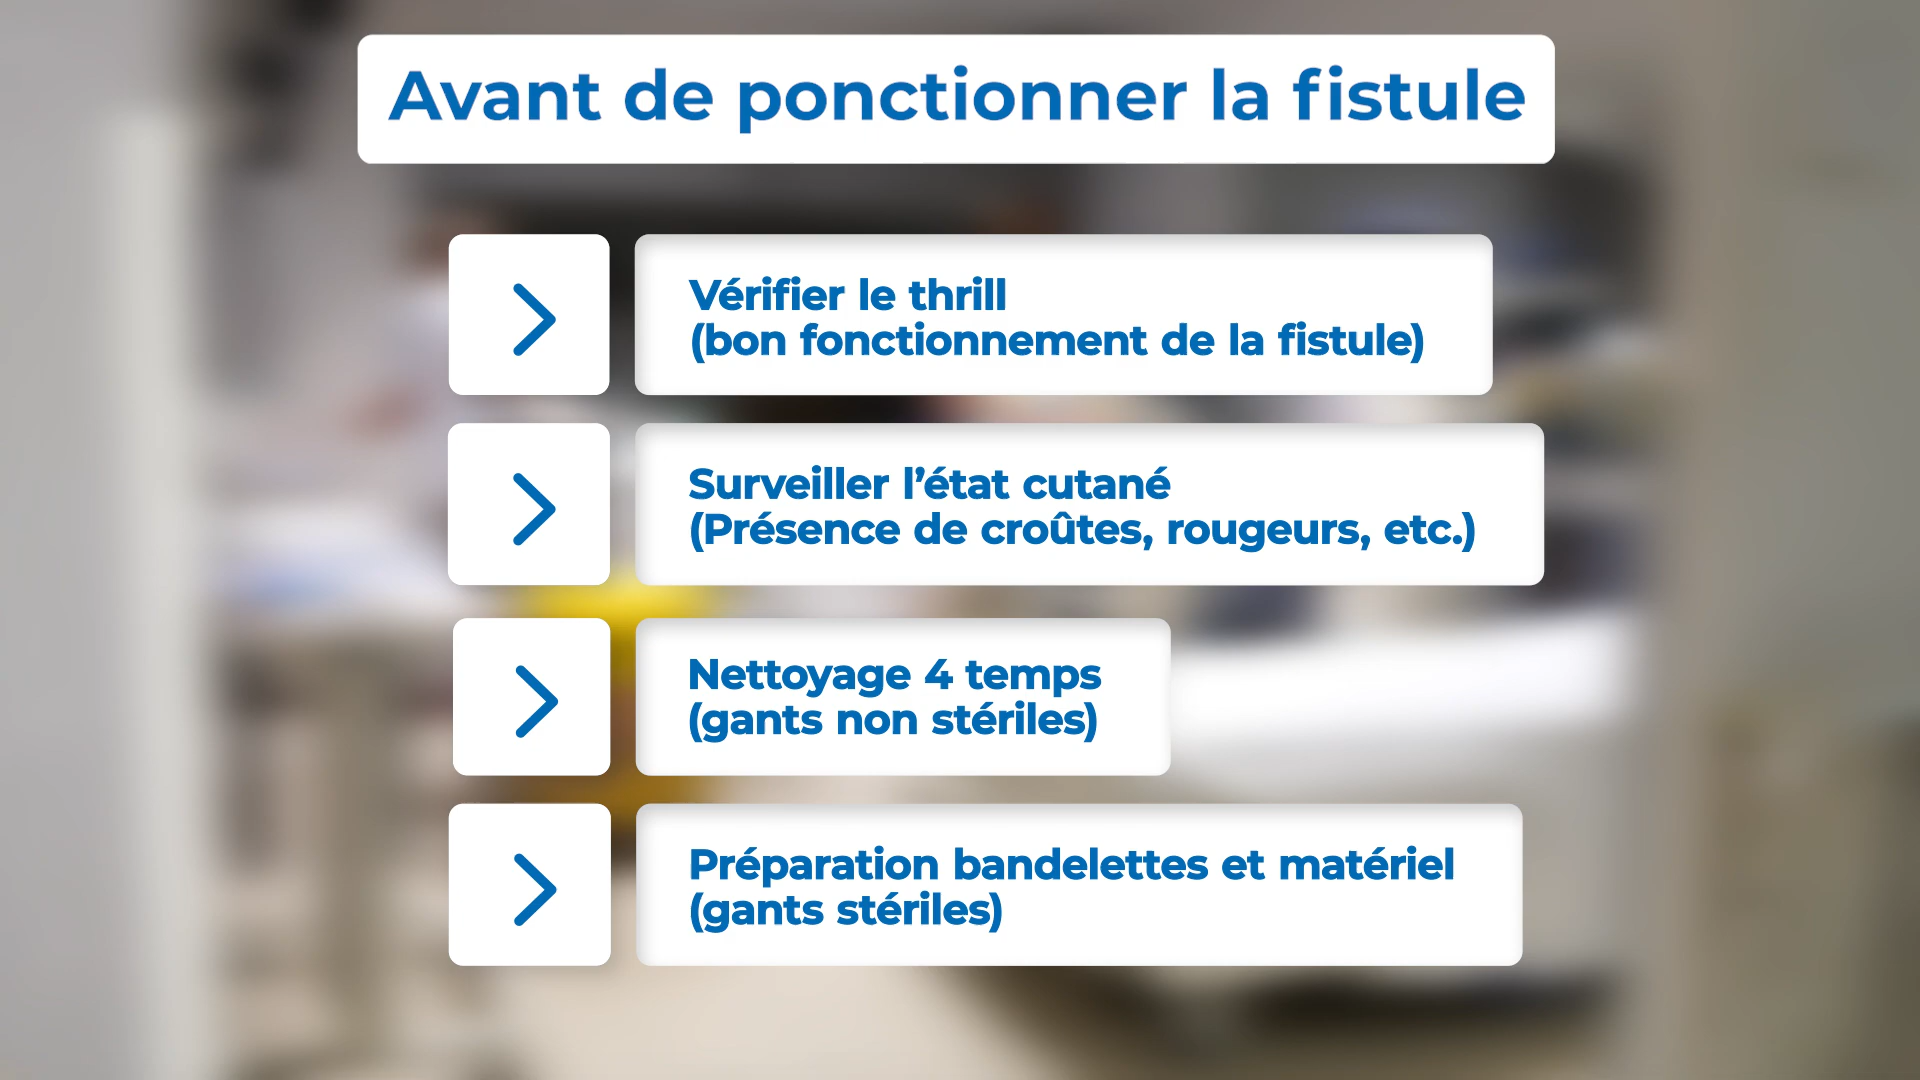 Avant de ponctionner la fistule
Vérifier le thrill
(bon fonctionnement de la fistule)
Surveiller l’état cutané
(Présence de croûtes, rougeurs, etc.)
Nettoyage 4 temps
(gants non stériles)
Préparation bandelettes et matériel
(gants stériles)